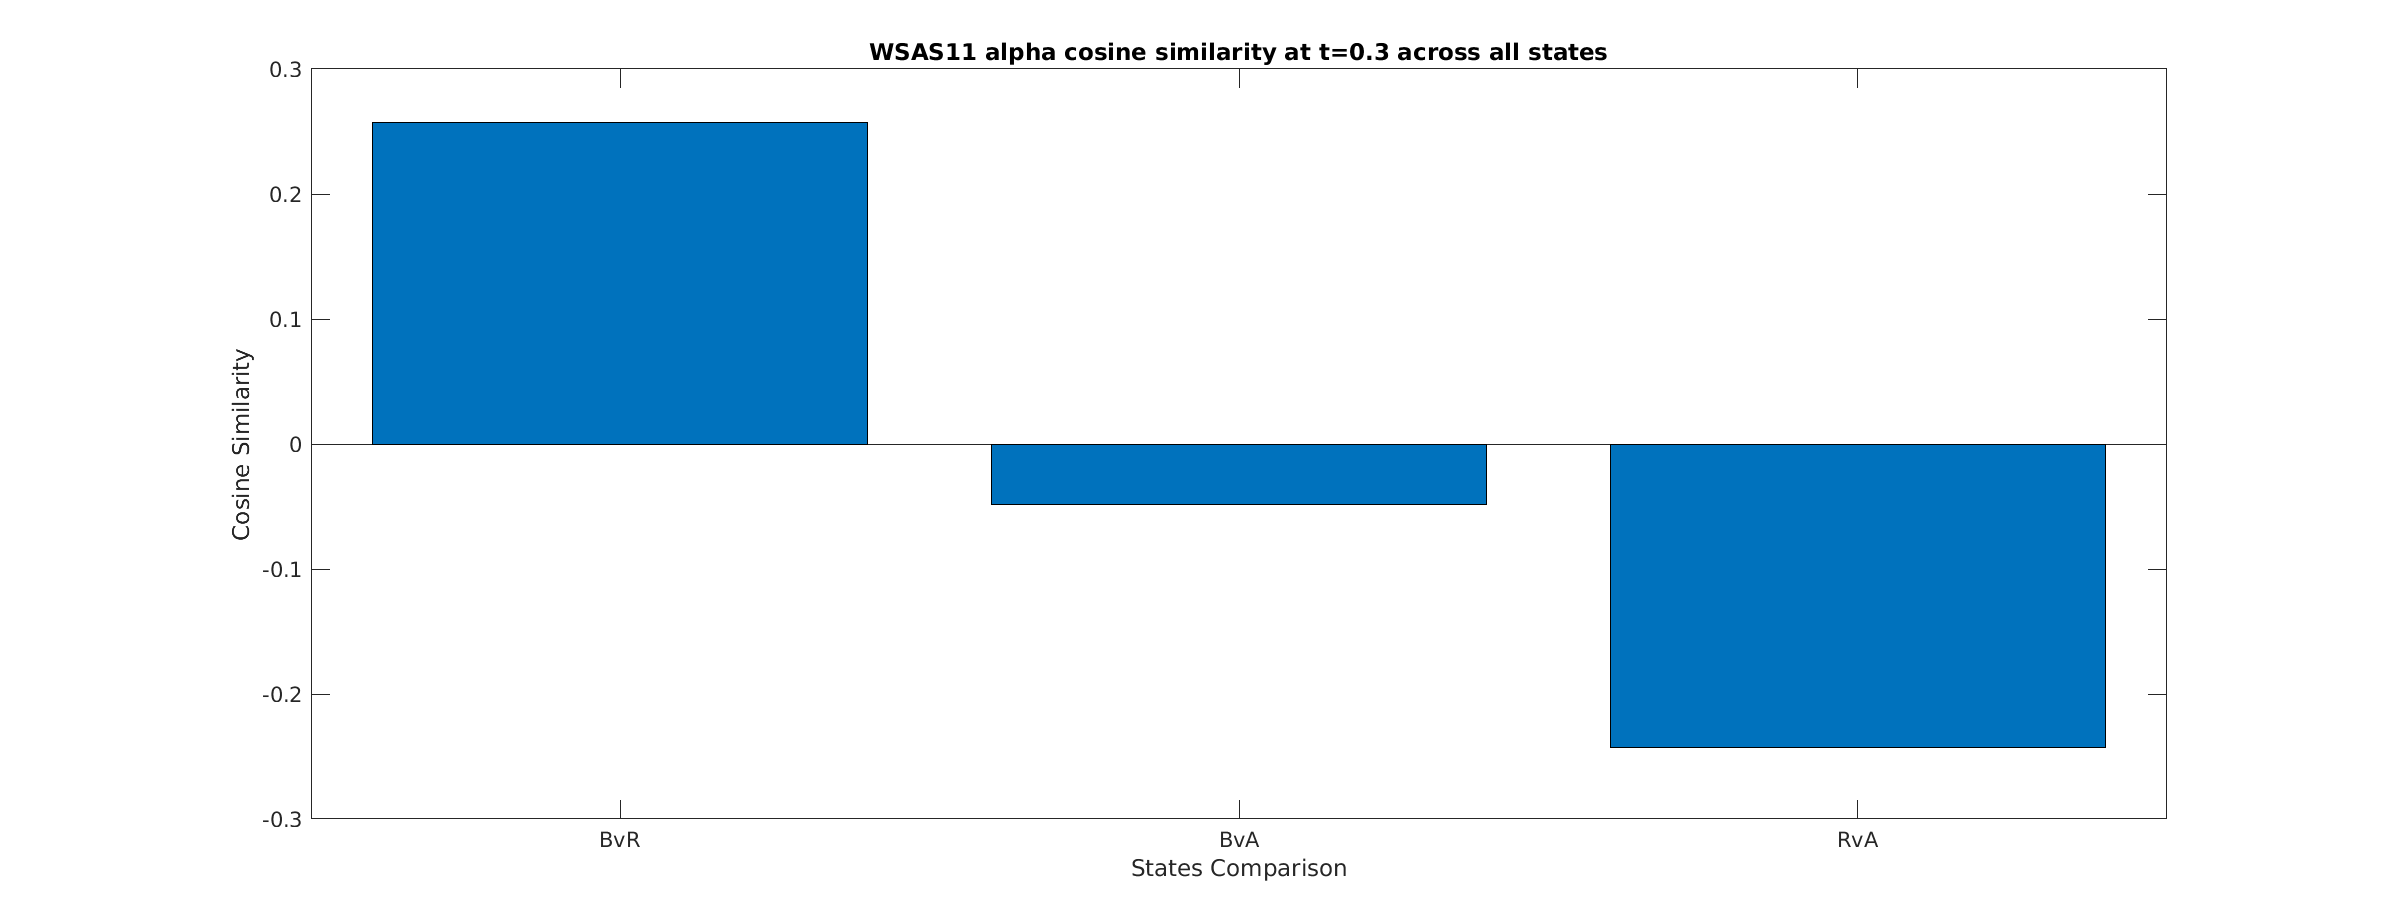 WSAS11 alpha cosine similarity at t=0.3 across all states
0.3
0.2
0.1
0
-0.1
-0.2
-0.3
Cosine Similarity
BvR BvA RvA
States Comparison